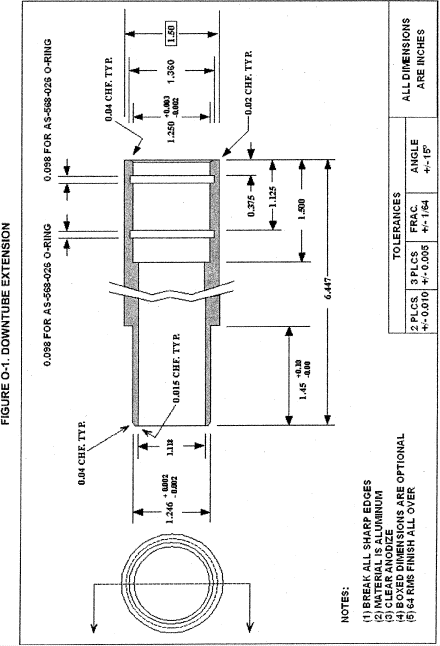 FIGURE O-1. DOWNTUBE EXTENSION
0.098 FOR AS-568-026 O-RING
0.098 FOR AS-568-026 O-RING
0.04 CHF. TYP.
1.50
1.360
1.250 +0.003 -0.002
0.02 CHF. TYP.
0.375
1.125
1.500
6.447
0.04 CHF. TYP.
0.015 CHF. TYP.
1.118
1.246 +0.002 -0.002
1.45 +0.10 -0.00
NOTES:
(1) BREAK ALL SHARP EDGES
(2) MATERIAL IS ALUMINUM
(3) CLEAR ANODIZE
(4) BOXED DIMENSIONS ARE OPTIONAL
(5) 64 RMS FINISH ALL OVER
TOLERANCES
2 PLCS. 3 PLCS FRAC. ANGLE
+/- 0.010 +/- 0.005 +/- 1/64 +/- 15°
ALL DIMENSIONS
ARE INCHES